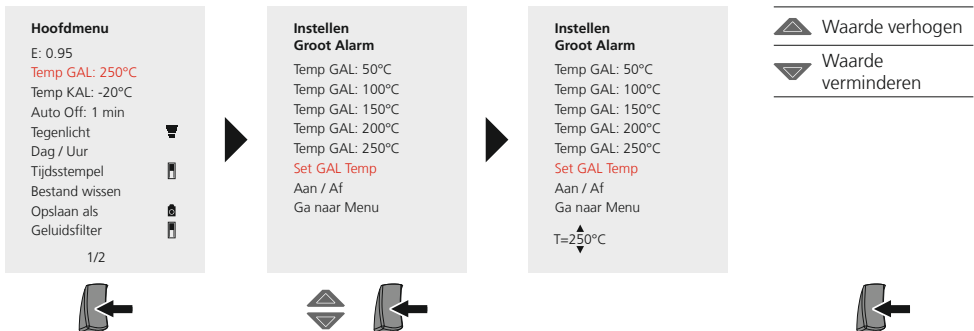 Hoofdmenu
E: 0.95
Temp GAL: 250°C
Temp KAL: -20°C
Auto Off: 1 min
Tegenlicht
Dag / Uur
Tijdsstempel
Bestand wissen
Opslaan als
Geluidsfilter
1/2
Instellen
Groot Alarm
Temp GAL: 50°C
Temp GAL: 100°C
Temp GAL: 150°C
Temp GAL: 200°C
Temp GAL: 250°C
Set GAL Temp
Aan / Af
Ga naar Menu
Instellen
Groot Alarm
Temp GAL: 50°C
Temp GAL: 100°C
Temp GAL: 150°C
Temp GAL: 200°C
Temp GAL: 250°C
Set GAL Temp
Aan / Af
Ga naar Menu
T=250°C
Waarde verhogen
Waarde
verminderen